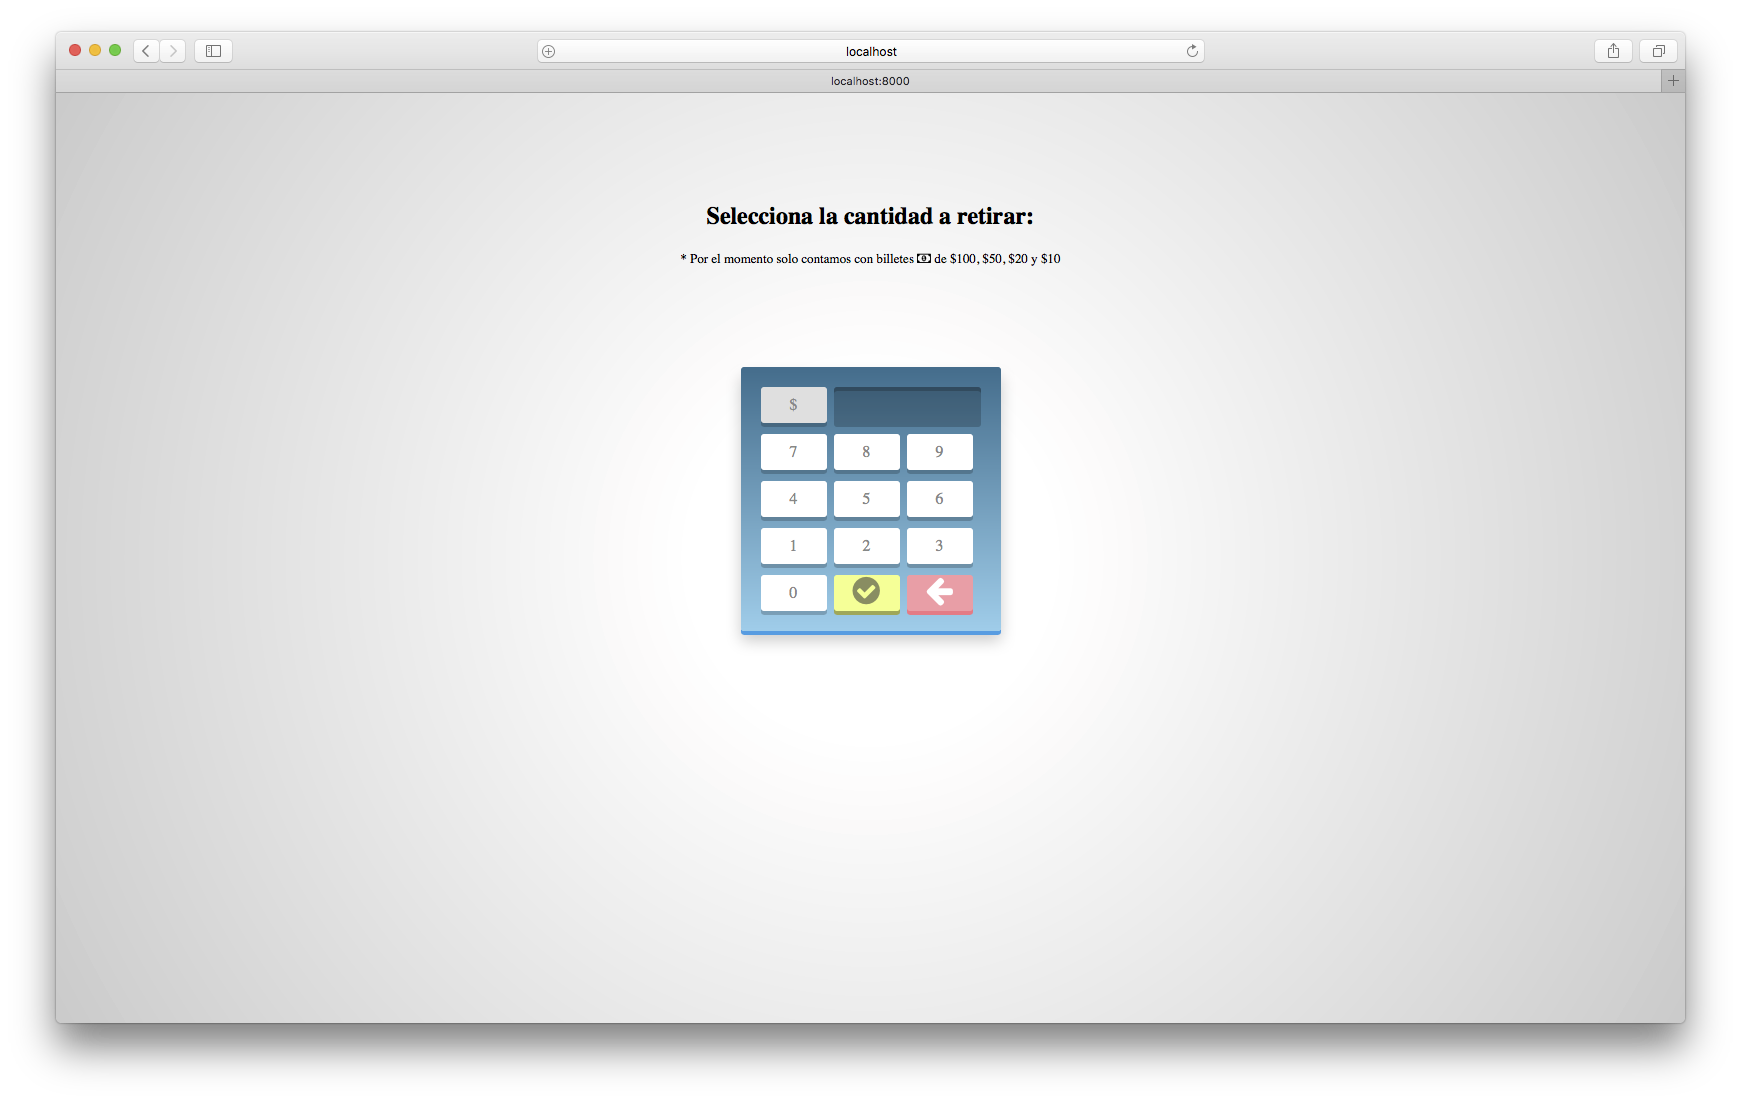 localhost
localhost:8000
Selecciona la cantidad a retirar:
* Por el momento solo contamos con billetes de $100, $50, $20 y $10
$
7 8 9
4 5 6
1 2 3
0